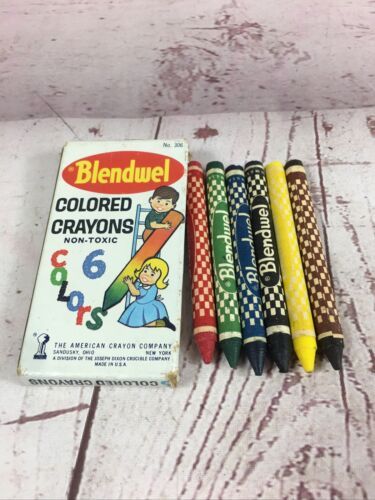 No. 306
Blendwel
COLORED
CRAYONS
NON-TOXIC
6
COLORS
THE AMERICAN CRAYON COMPANY
SANDUSKY, OHIO NEW YORK
A DIVISION OF THE JOSEPH DIXON CRUCIBLE COMPANY
MADE IN U.S.A.
COLORED CRAYONS
Blendwel
Blendwel
Blendwel